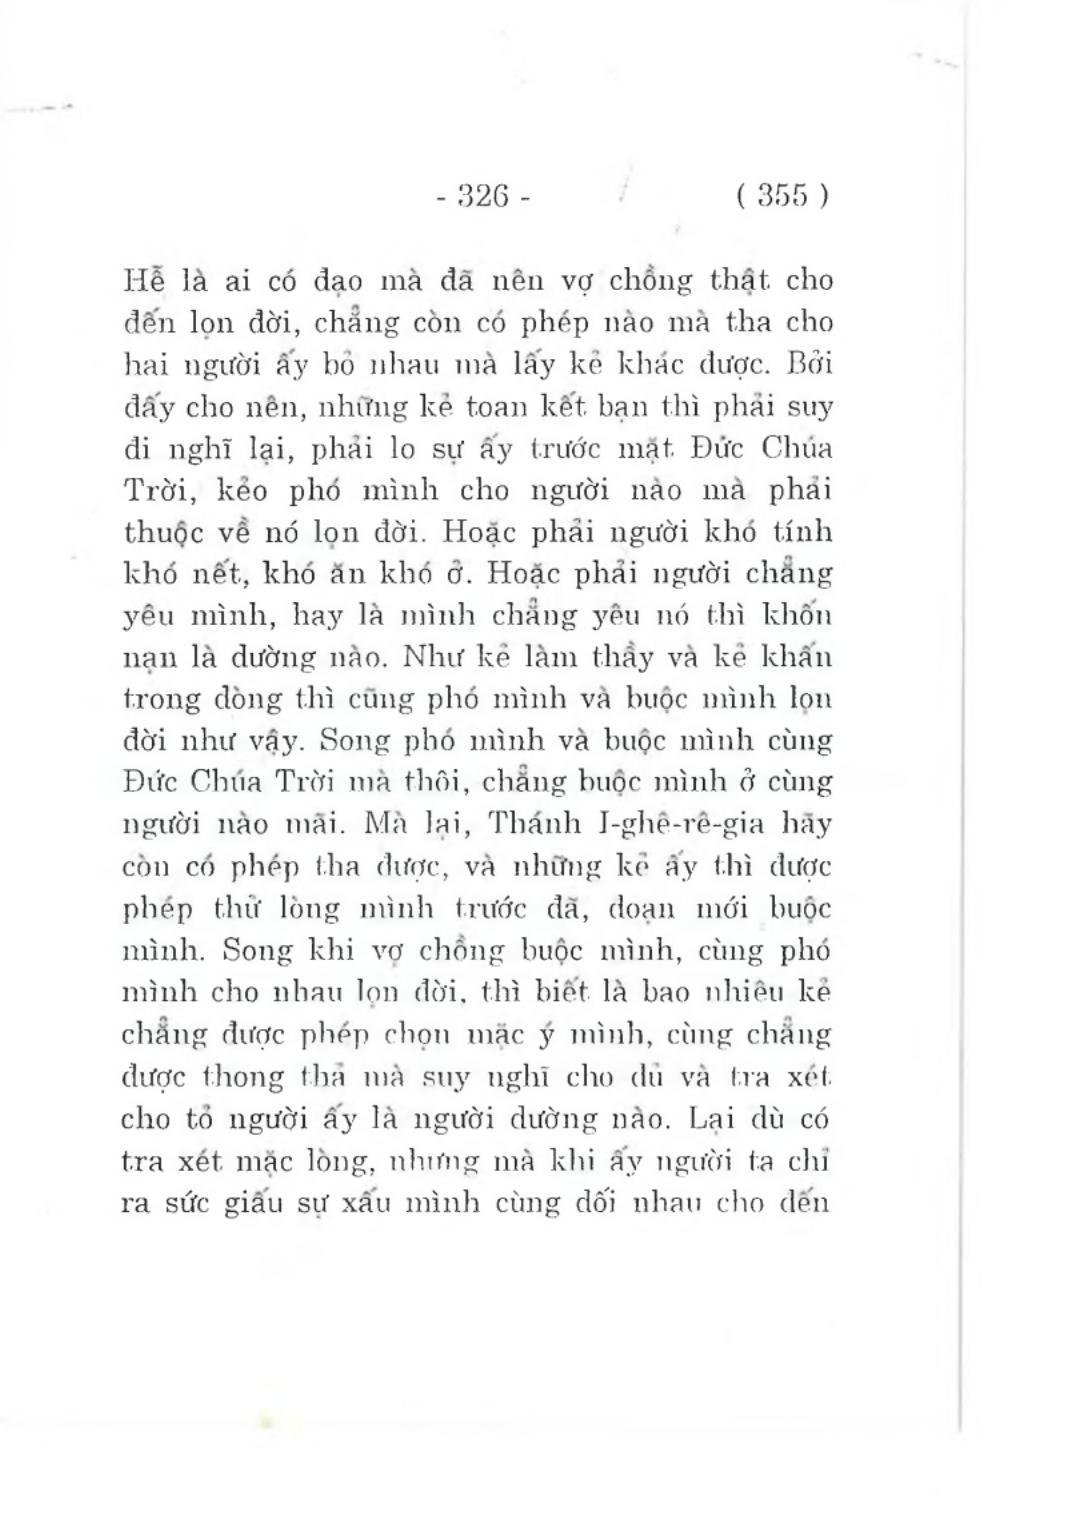 - 326 - ( 355 )
Hễ là ai có đạo mà đã nên vợ chồng thật cho
đến lọn đời, chẳng còn có phép nào mà tha cho
hai người ấy bỏ nhau mà lấy kẻ khác được. Bởi
đấy cho nên, những kẻ toan kết bạn thì phải suy
đi nghĩ lại, phải lo sự ấy trước mặt Đức Chúa
Trời, kẻo phó mình cho người nào mà phải
thuộc về nó lọn đời. Hoặc phải người khó tính
khó nết, khó ăn khó ở. Hoặc phải người chẳng
yêu mình, hay là mình chẳng yêu nó thì khốn
nạn là dường nào. Như kẻ làm thầy và kẻ khấn
trong dòng thì cũng phó mình và buộc mình lọn
đời như vậy. Song phó mình và buộc mình cùng
Đức Chúa Trời mà thôi, chẳng buộc mình ở cùng
người nào mãi. Mà lại, Thánh I-ghê-rê-gia hãy
còn có phép tha được, và những kẻ ấy thì được
phép thử lòng mình trước đã, đoạn mới buộc
mình. Song khi vợ chồng buộc mình, cùng phó
mình cho nhau lọn đời, thì biết là bao nhiêu kẻ
chẳng được phép chọn mặc ý mình, cùng chẳng
được thong thả mà suy nghĩ cho đủ và tra xét
cho tỏ người ấy là người dường nào. Lại dù có
tra xét mặc lòng, nhưng mà khi ấy người ta chỉ
ra sức giấu sự xấu mình cùng dối nhau cho đến